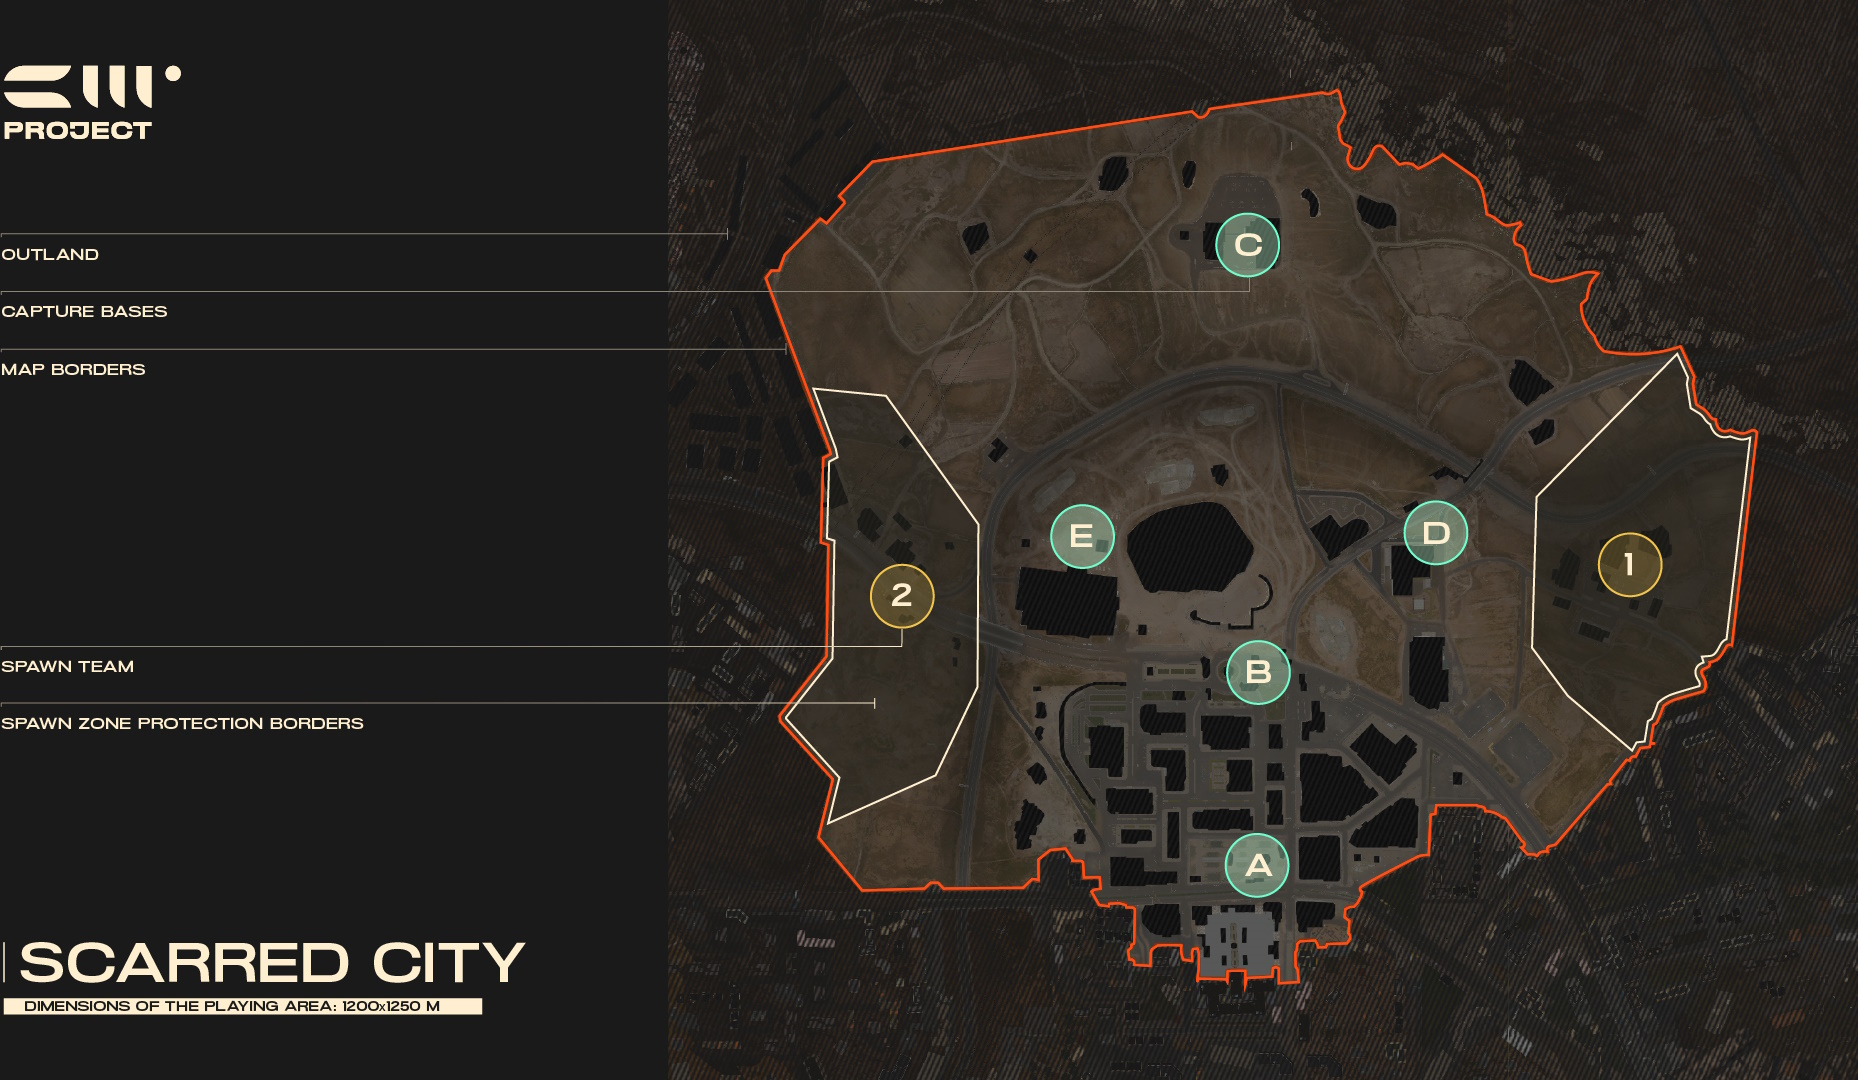 PROJECT
OUTLAND
CAPTURE BASES
MAP BORDERS
SPAWN TEAM
SPAWN ZONE PROTECTION BORDERS
SCARRED CITY
DIMENSIONS OF THE PLAYING AREA: 1200x1250 M
C
E
D
1
2
B
A